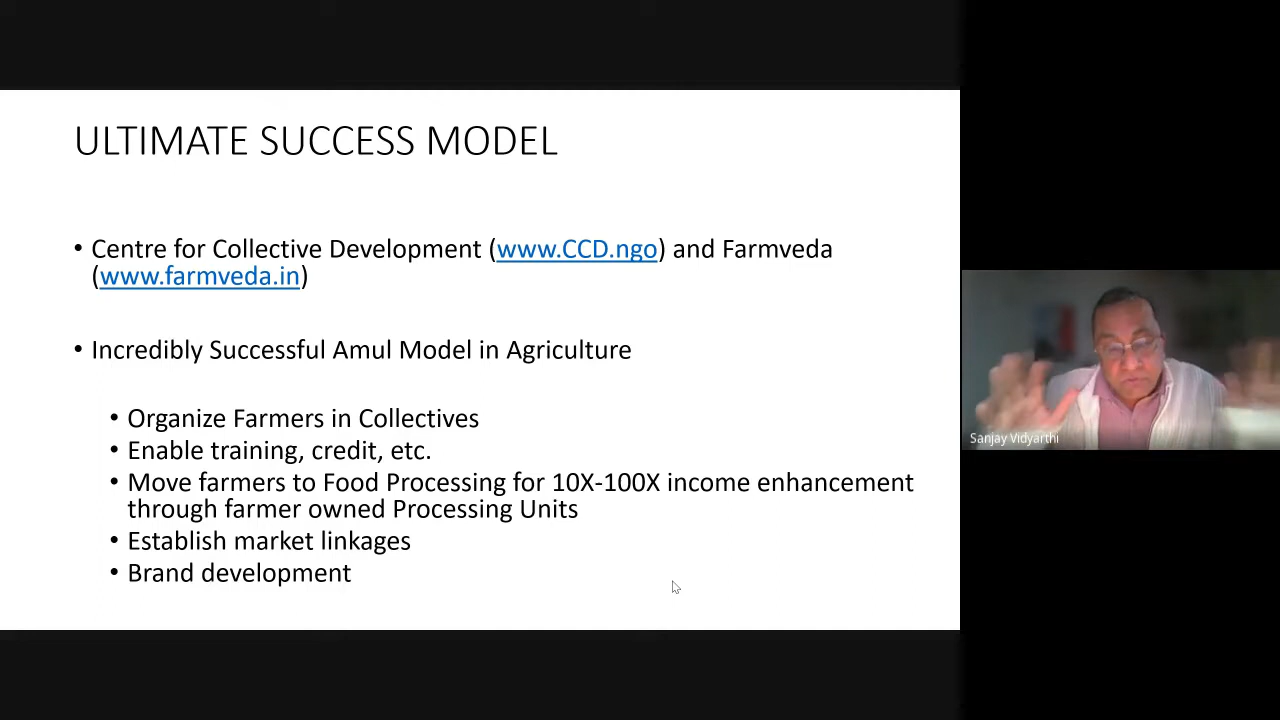 ULTIMATE SUCCESS MODEL
• Centre for Collective Development (www.CCD.ngo) and Farmveda
(www.farmveda.in)
• Incredibly Successful Amul Model in Agriculture
• Organize Farmers in Collectives
• Enable training, credit, etc.
• Move farmers to Food Processing for 10X-100X income enhancement
through farmer owned Processing Units
• Establish market linkages
• Brand development
Sanjay Vidyarthi